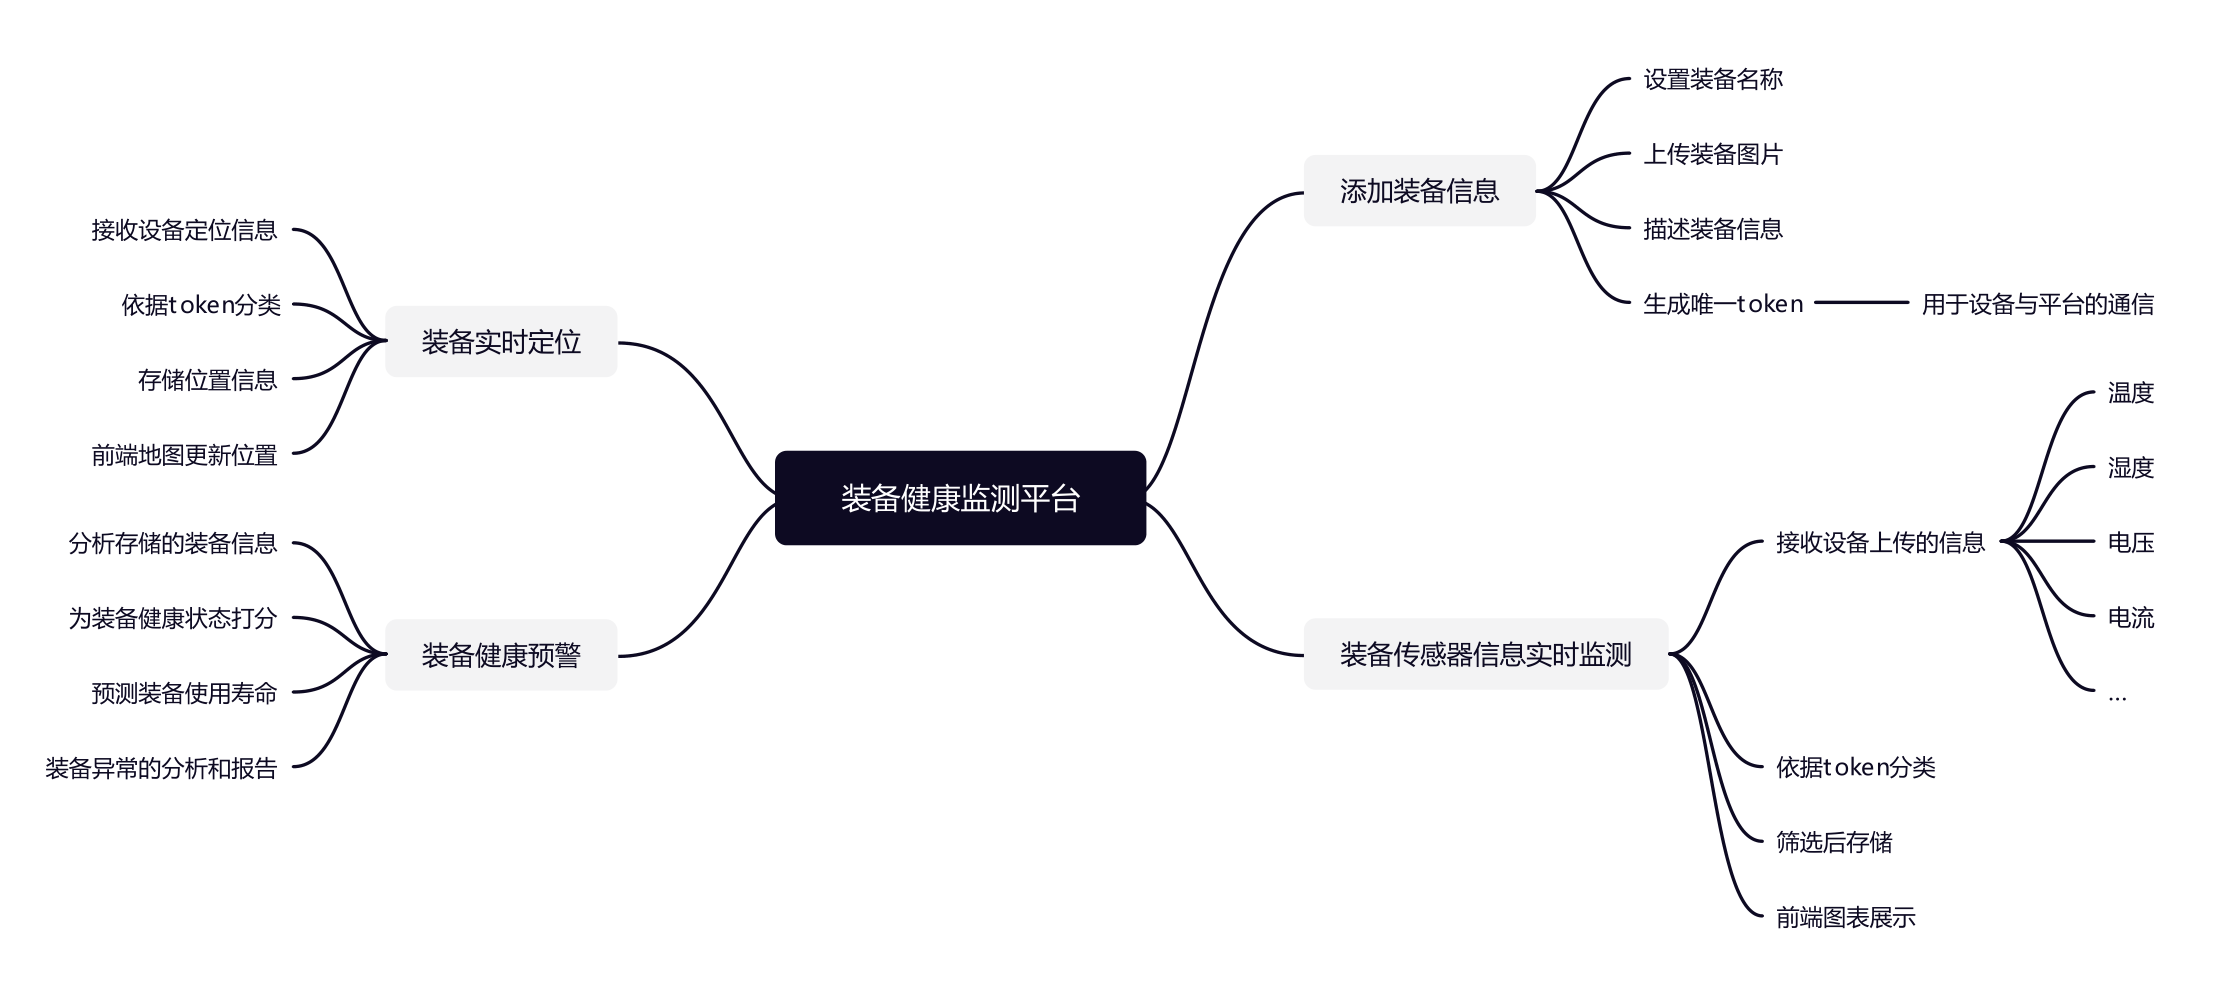 装备健康监测平台
添加装备信息
设置装备名称
上传装备图片
描述装备信息
生成唯一token
用于设备与平台的通信
装备传感器信息实时监测
接收设备上传的信息
温度
湿度
电压
电流
...
依据token分类
筛选后存储
前端图表展示
装备实时定位
接收设备定位信息
依据token分类
存储位置信息
前端地图更新位置
装备健康预警
分析存储的装备信息
为装备健康状态打分
预测装备使用寿命
装备异常的分析和报告